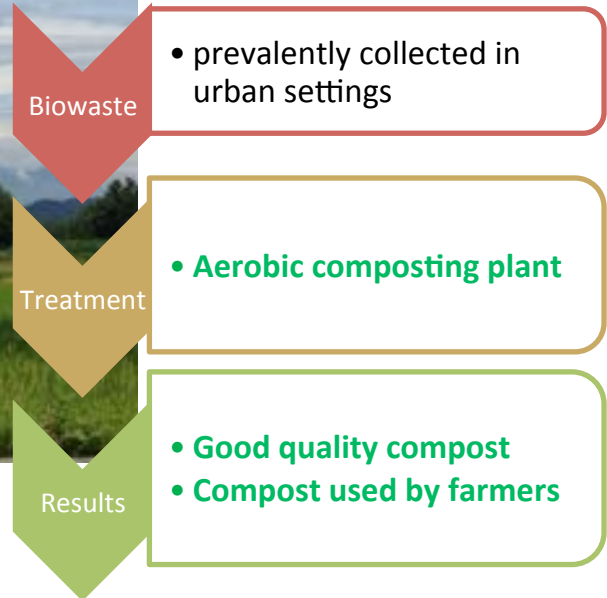 Biowaste
• prevalently collected in
urban settings
Treatment
• Aerobic composting plant
Results
• Good quality compost
• Compost used by farmers